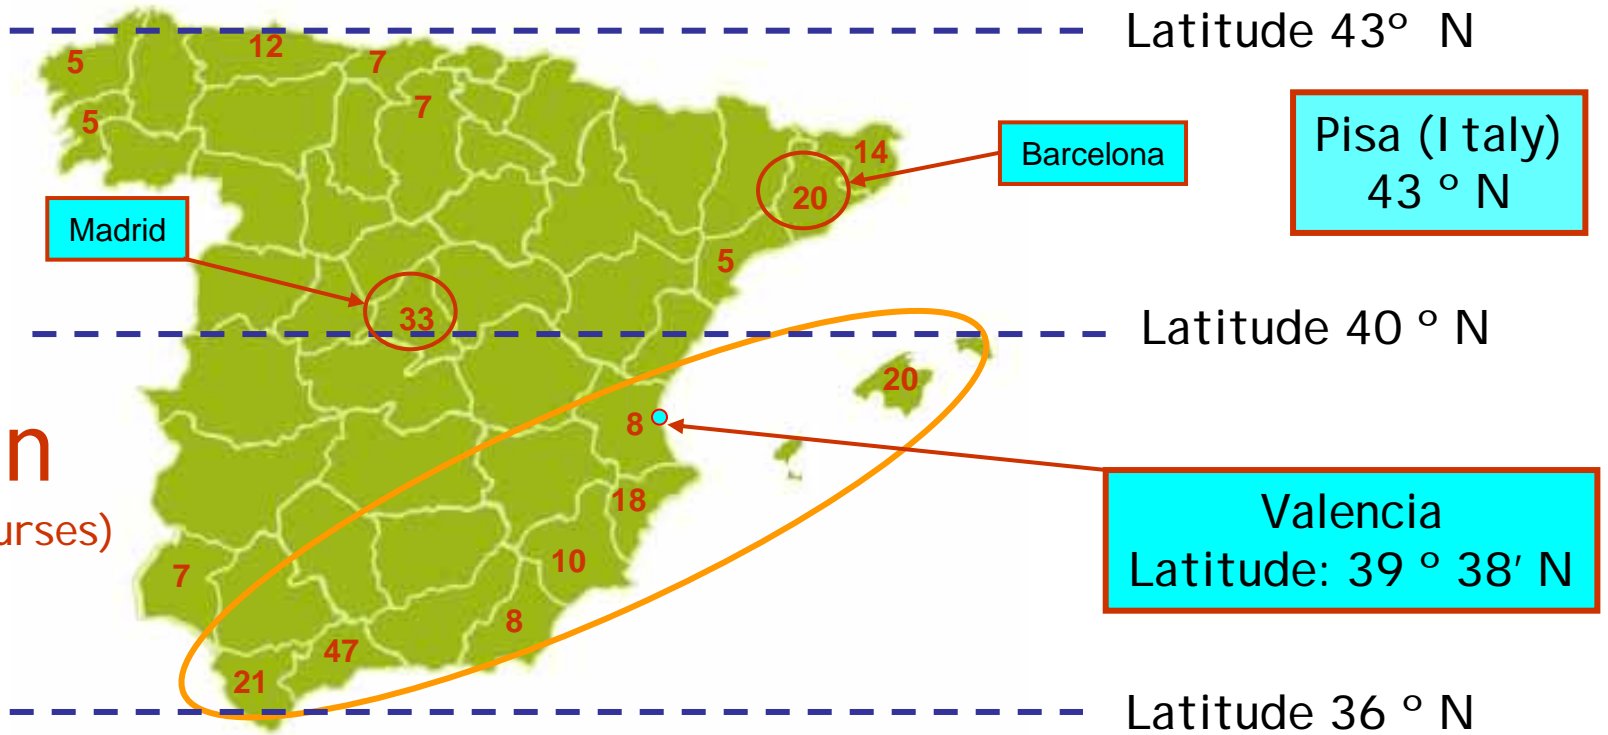 Latitude 43° N
12
5
7
7
5
Pisa (Italy)
43 ° N
Barcelona
14
20
Madrid
5
33
Latitude 40 ° N
20
8
n
18
urses)
Valencia
Latitude: 39 ° 38' N
10
7
8
47
21
Latitude 36 ° N